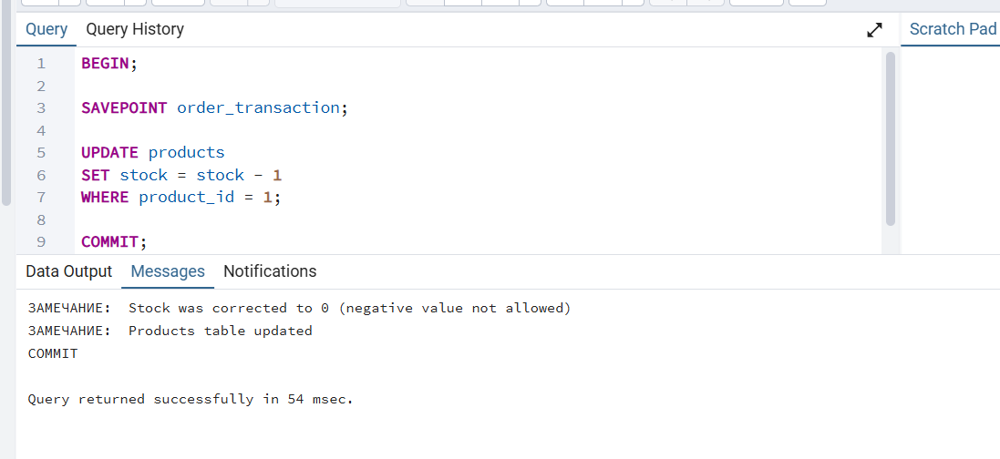 Query Query History Scratch Pad
1 BEGIN;
2
3 SAVEPOINT order_transaction;
4
5 UPDATE products
6 SET stock = stock - 1
7 WHERE product_id = 1;
8
9 COMMIT;
Data Output Messages Notifications
ЗАМЕЧАНИЕ: Stock was corrected to 0 (negative value not allowed)
ЗАМЕЧАНИЕ: Products table updated
COMMIT
Query returned successfully in 54 msec.